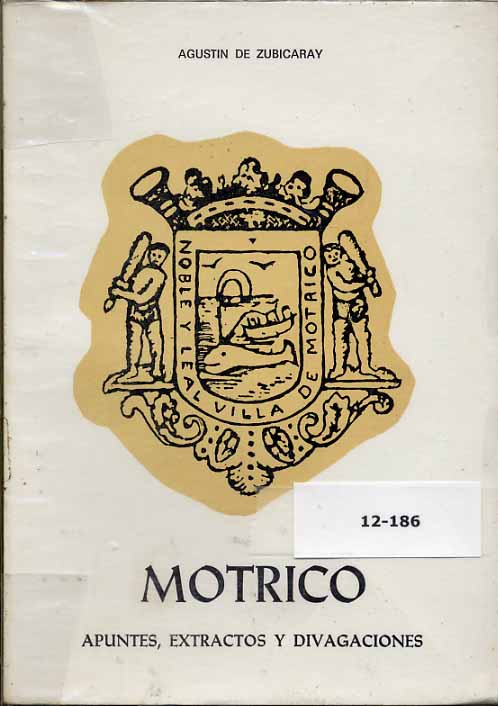 AGUSTIN DE ZUBICARAY
NOBLE Y LEAL VILLA DE MOTRICO
12-186
MOTRICO
APUNTES, EXTRACTOS Y DIVAGACIONES